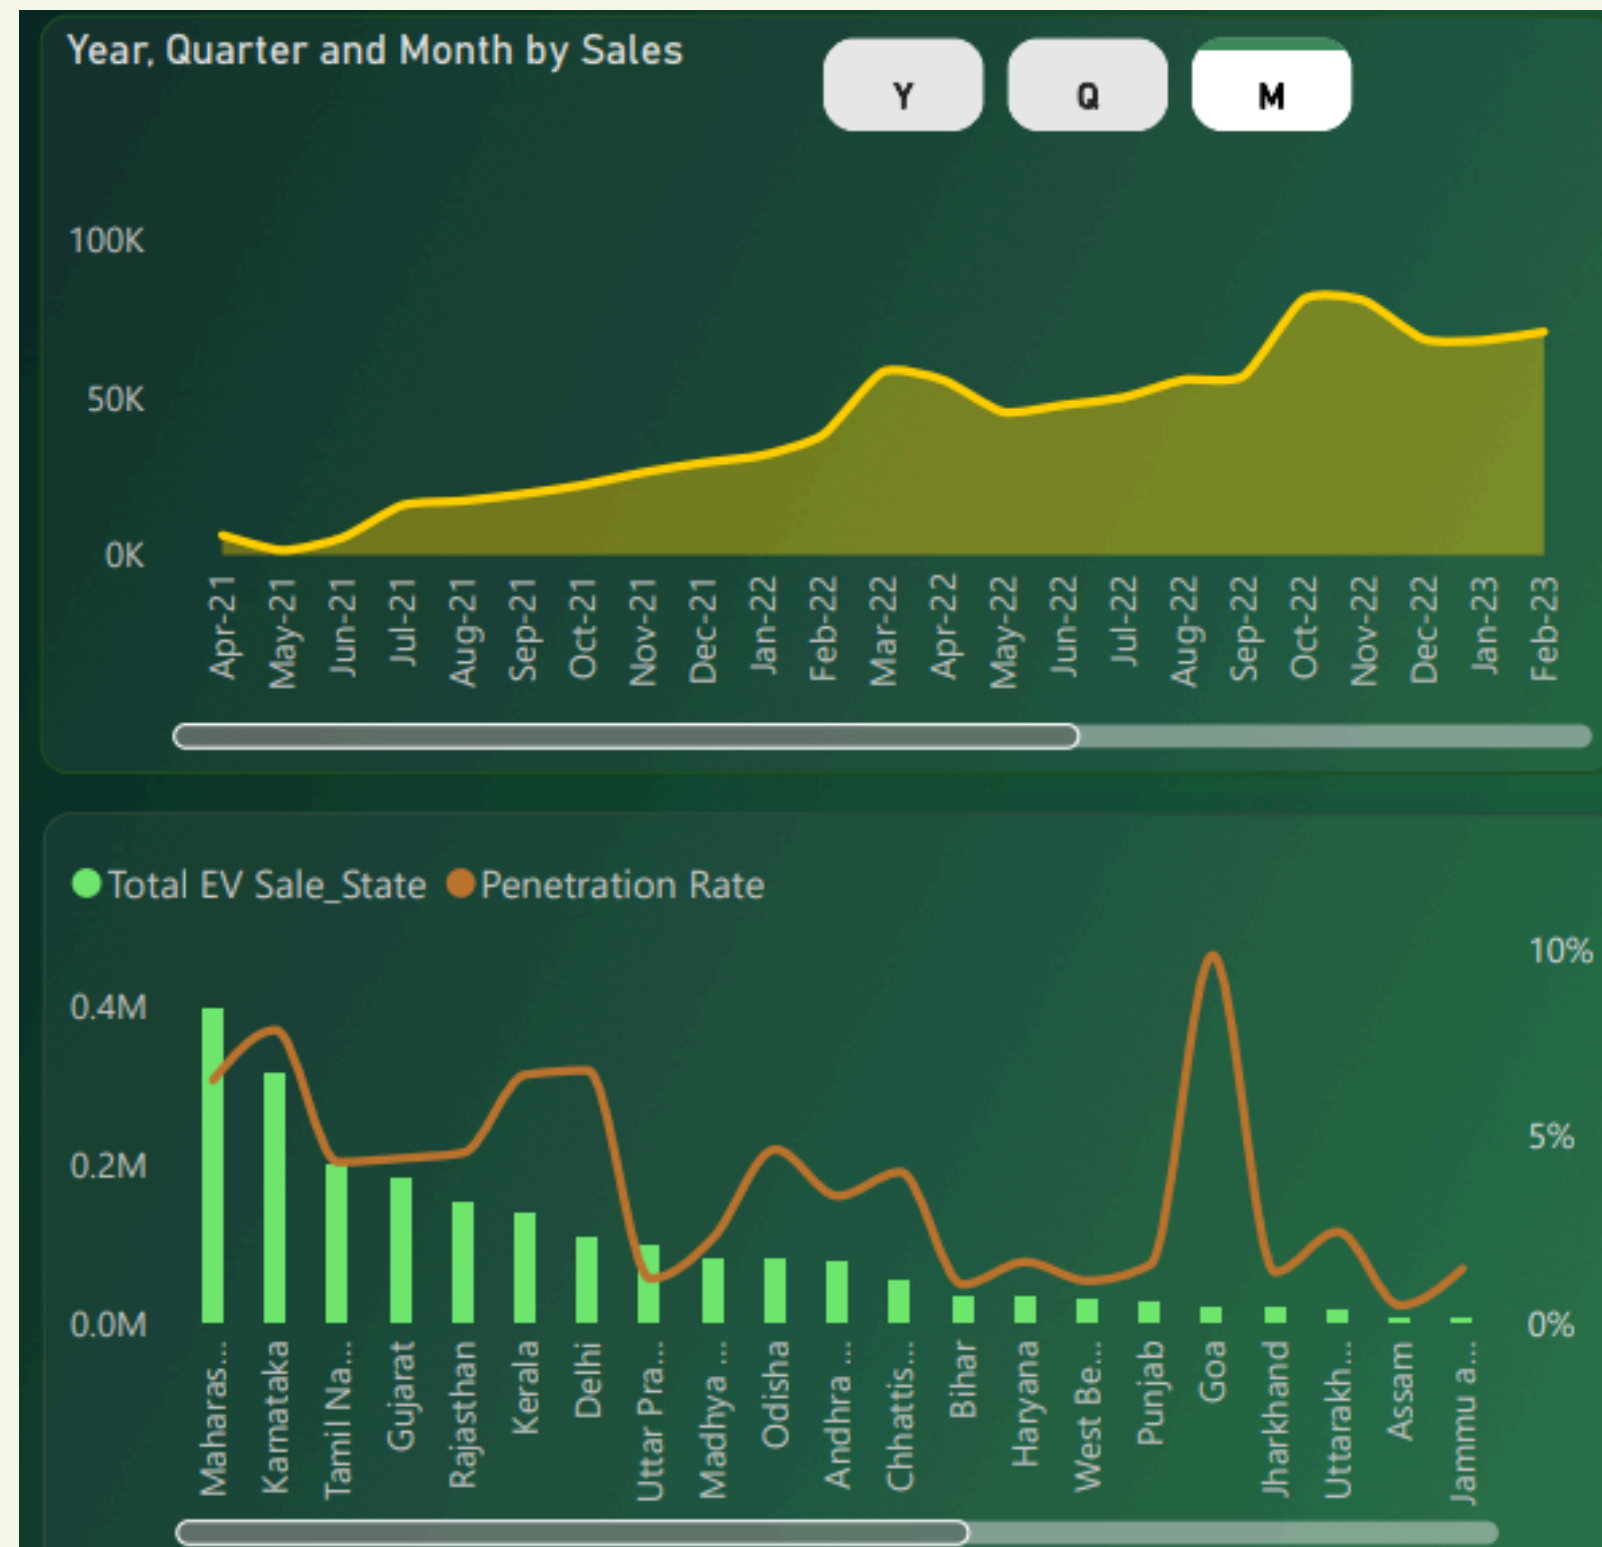 Year, Quarter and Month by Sales
Y Q M
100K
50K
0K
Apr-21 May-21 Jun-21 Jul-21 Aug-21 Sep-21 Oct-21 Nov-21 Dec-21 Jan-22 Feb-22 Mar-22 Apr-22 May-22 Jun-22 Jul-22 Aug-22 Sep-22 Oct-22 Nov-22 Dec-22 Jan-23 Feb-23
Total EV Sale_State Penetration Rate
10%
0.4M
5%
0.2M
0.0M 0%
Maharas... Karnataka Tamil Na... Gujarat Rajasthan Kerala Delhi Uttar Pra... Madhya ... Odisha Andhra ... Chhattis... Bihar Haryana West Be... Punjab Goa Jharkhand Uttarakh... Assam Jammu a...